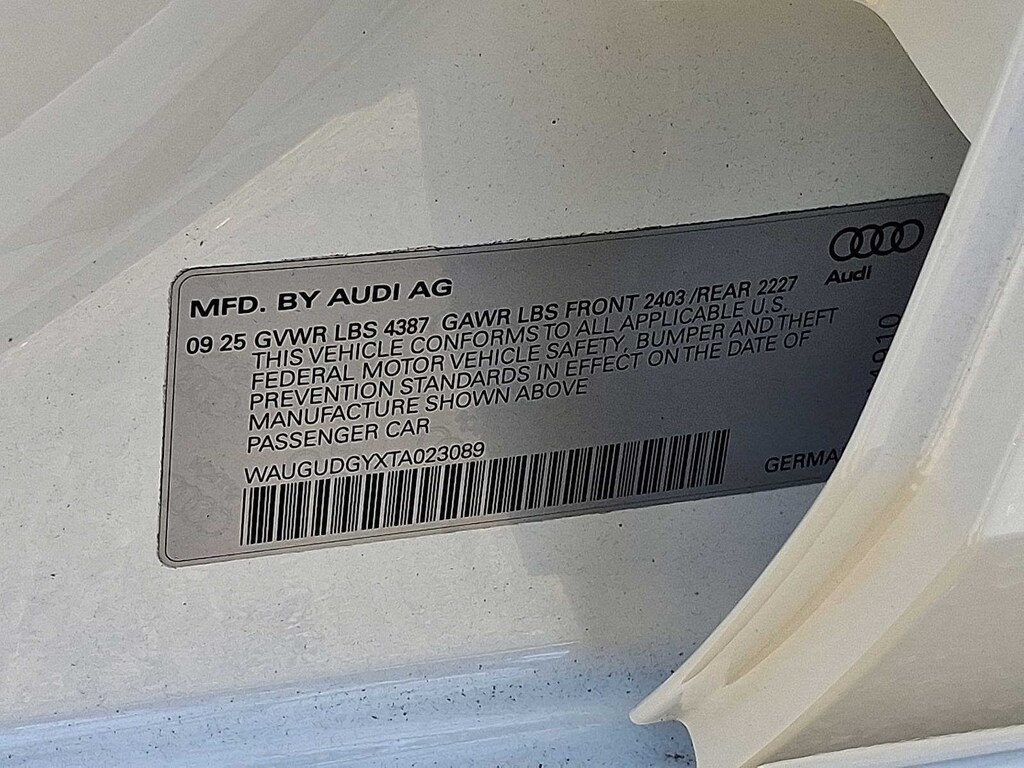 Audi
MFD. BY AUDI AG
09 25 GVWR LBS 4387 GAWR LBS FRONT 2403 /REAR 2227
THIS VEHICLE CONFORMS TO ALL APPLICABLE U.S.
FEDERAL MOTOR VEHICLE SAFETY, BUMPER AND THEFT
PREVENTION STANDARDS IN EFFECT ON THE DATE OF
MANUFACTURE SHOWN ABOVE
PASSENGER CAR
WAUGUDGYXTA023089